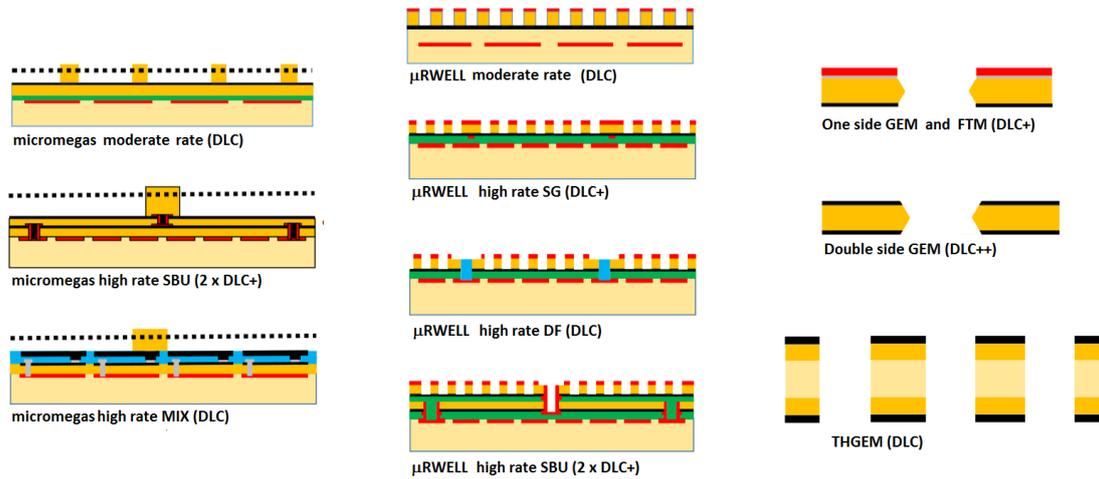 micromegas moderate rate (DLC)
micromegas high rate SBU (2 x DLC+)
micromegas high rate MIX (DLC)
µRWELL moderate rate (DLC)
µRWELL high rate SG (DLC+)
µRWELL high rate DF (DLC)
µRWELL high rate SBU (2 x DLC+)
One side GEM and FTM (DLC+)
Double side GEM (DLC++)
THGEM (DLC)